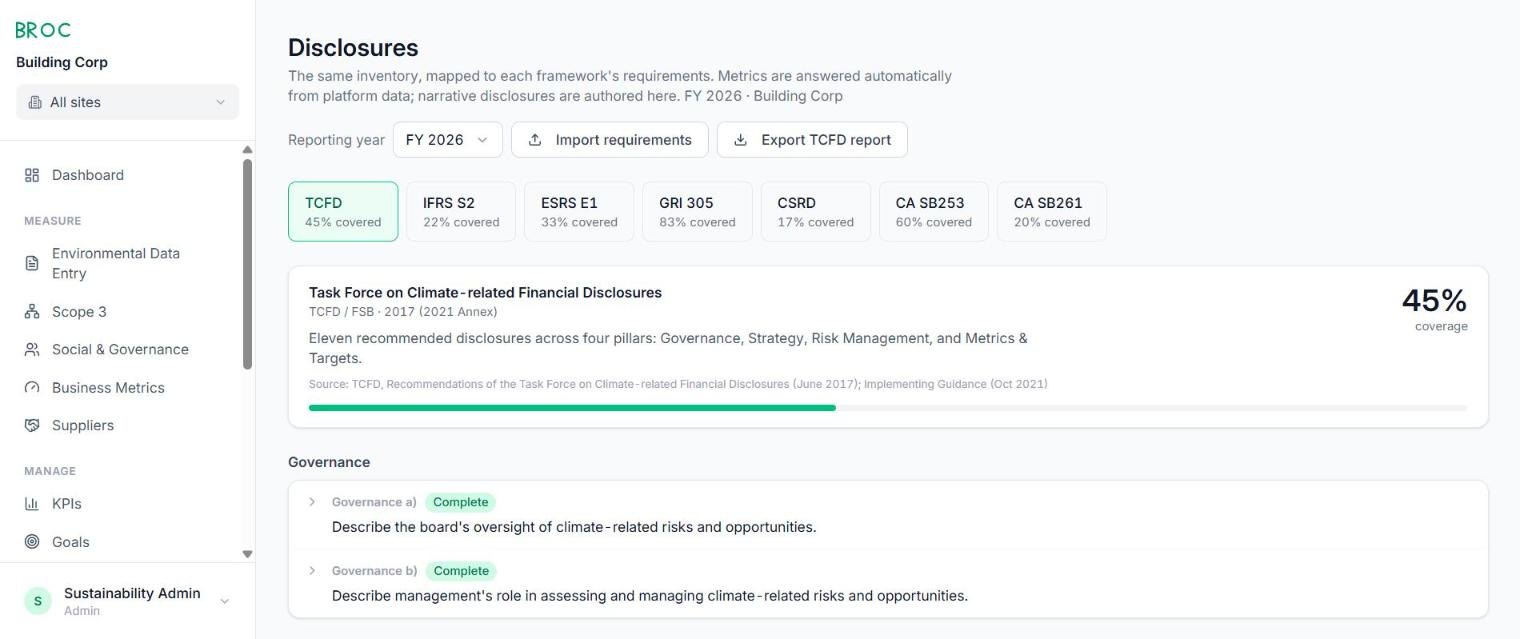 BROC
Building Corp
All sites
Dashboard
MEASURE
Environmental Data
Entry
Scope 3
Social & Governance
Business Metrics
Suppliers
MANAGE
KPIs
Goals
S
Sustainability Admin
Admin
Disclosures
The same inventory, mapped to each framework's requirements. Metrics are answered automatically
from platform data; narrative disclosures are authored here. FY 2026 · Building Corp
Reporting year
FY 2026
Import requirements
Export TCFD report
TCFD
45% covered
IFRS S2
22% covered
ESRS E1
33% covered
GRI 305
83% covered
CSRD
17% covered
CA SB253
60% covered
CA SB261
20% covered
Task Force on Climate-related Financial Disclosures
TCFD / FSB · 2017 (2021 Annex)
Eleven recommended disclosures across four pillars: Governance, Strategy, Risk Management, and Metrics &
Targets.
Source: TCFD, Recommendations of the Task Force on Climate-related Financial Disclosures (June 2017); Implementing Guidance (Oct 2021)
45%
coverage
Governance
Governance a) Complete
Describe the board's oversight of climate-related risks and opportunities.
Governance b) Complete
Describe management's role in assessing and managing climate-related risks and opportunities.